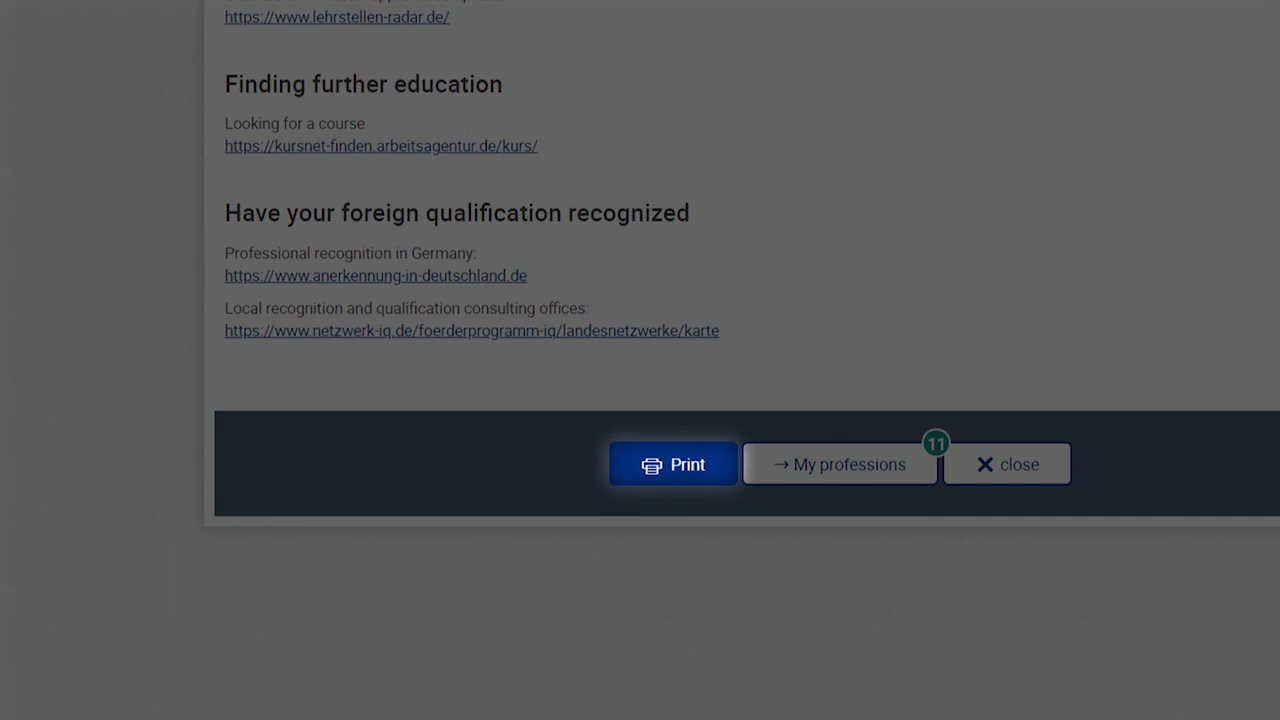 https://www.lehrstellen-radar.de/
Finding further education
Looking for a course
https://kursnet-finden.arbeitsagentur.de/kurs/
Have your foreign qualification recognized
Professional recognition in Germany:
https://www.anerkennung-in-deutschland.de
Local recognition and qualification consulting offices:
https://www.netzwerk-iq.de/foerderprogramm-iq/landesnetzwerke/karte
Print
→ My professions
11
close